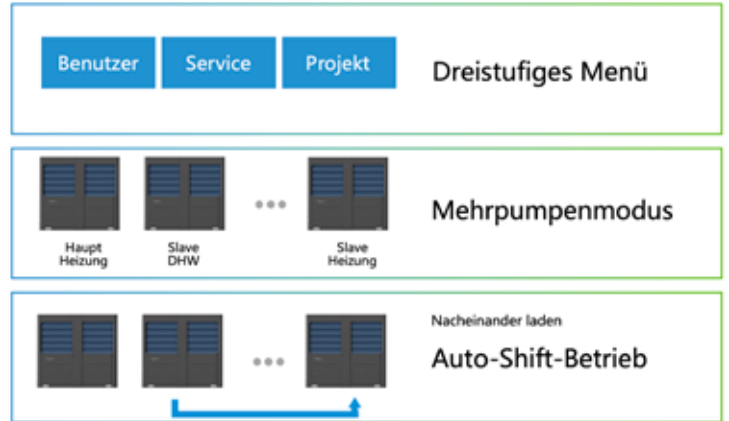 Benutzer Service Projekt
Dreistufiges Menü
Mehrpumpenmodus
Haupt Slave Slave
Heizung DHW Heizung
Nacheinander laden
Auto-Shift-Betrieb